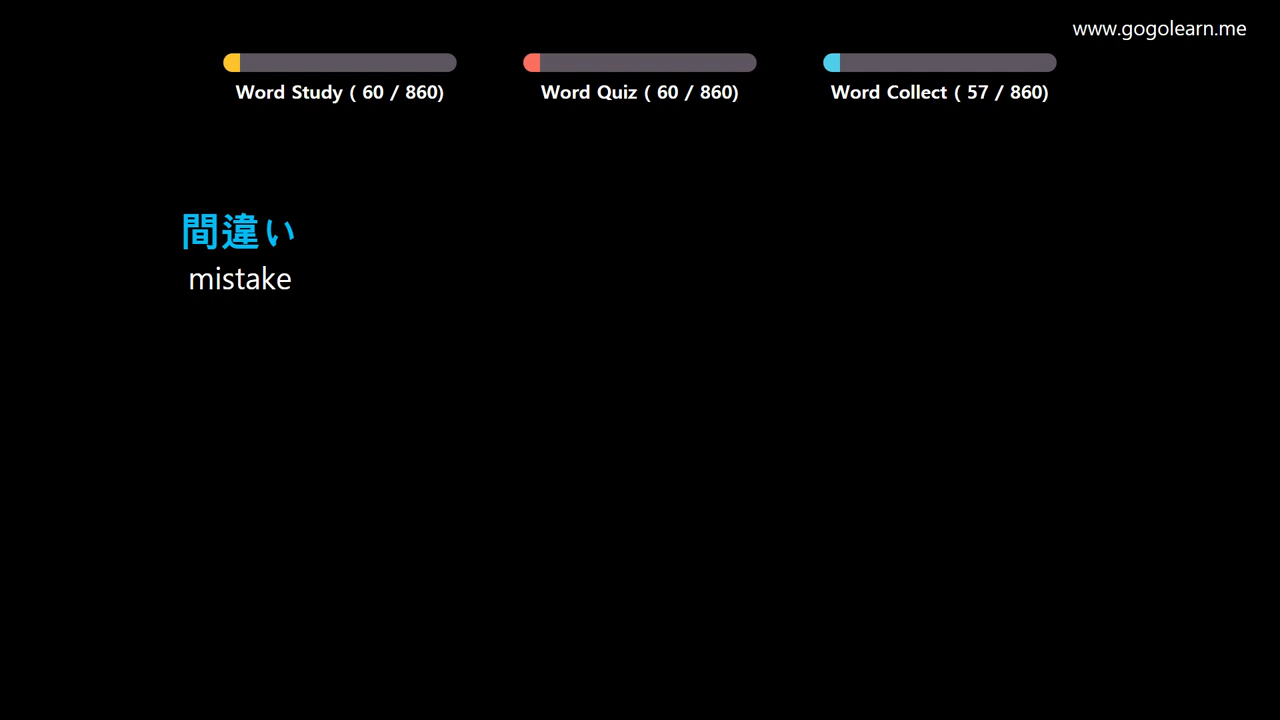 www.gogolearn.me
Word Study ( 60 / 860)
Word Quiz ( 60 / 860)
Word Collect ( 57 / 860)
間違い
mistake